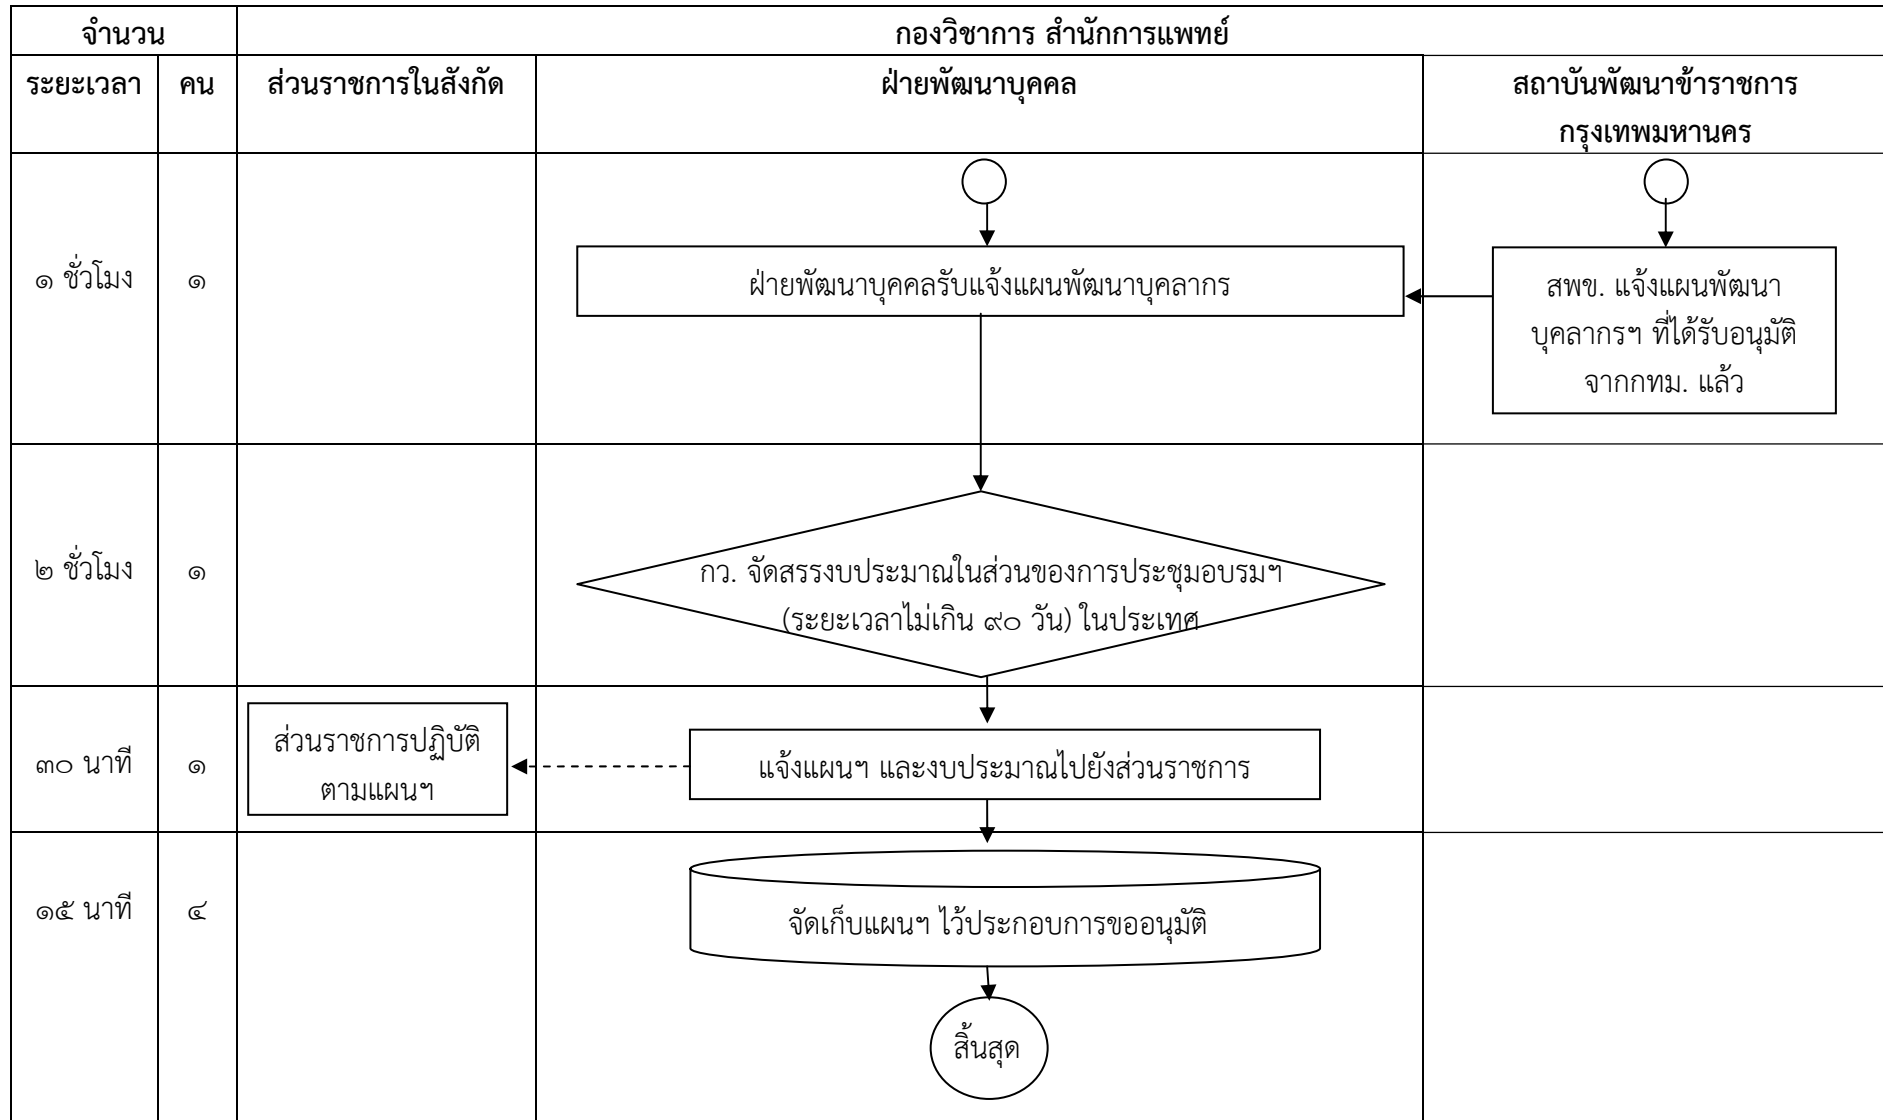 จำนวน
กองวิชาการ สำนักการแพทย์
ระยะเวลา
คน
ส่วนราชการในสังกัด
ฝ่ายพัฒนาบุคคล
สถาบันพัฒนาข้าราชการ
กรุงเทพมหานคร
๑ ชั่วโมง
๑
ฝ่ายพัฒนาบุคคลรับแจ้งแผนพัฒนาบุคลากร
สพข. แจ้งแผนพัฒนา
บุคลากรฯ ที่ได้รับอนุมัติ
จากกทม. แล้ว
๒ ชั่วโมง
๑
กว. จัดสรรงบประมาณในส่วนของการประชุมอบรมฯ
(ระยะเวลาไม่เกิน ๙๐ วัน) ในประเทศ
๓๐ นาที
๑
ส่วนราชการปฏิบัติ
ตามแผนฯ
แจ้งแผนฯ และงบประมาณไปยังส่วนราชการ
๑๕ นาที
๔
จัดเก็บแผนฯ ไว้ประกอบการขออนุมัติ
สิ้นสุด